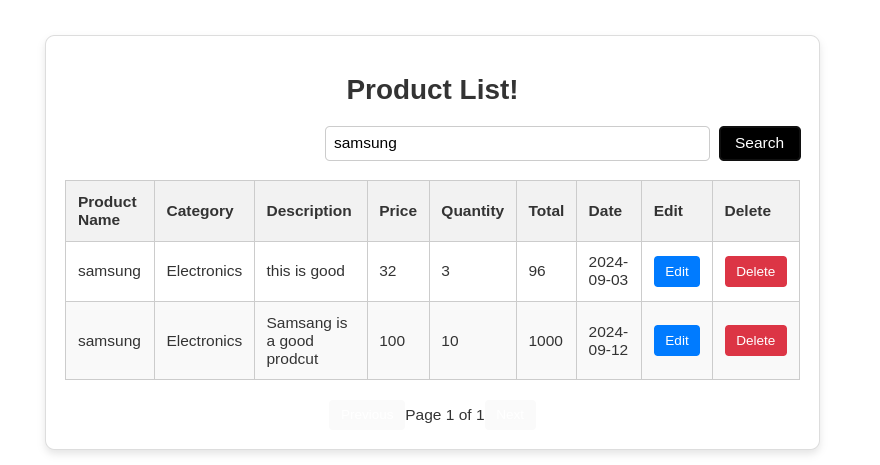 Product List!
samsung Search
Product Name Category Description Price Quantity Total Date Edit Delete
samsung Electronics this is good 32 3 96 2024-09-03 Edit Delete
samsung Electronics Samsang is a good prodcut 100 10 1000 2024-09-12 Edit Delete
Page 1 of 1